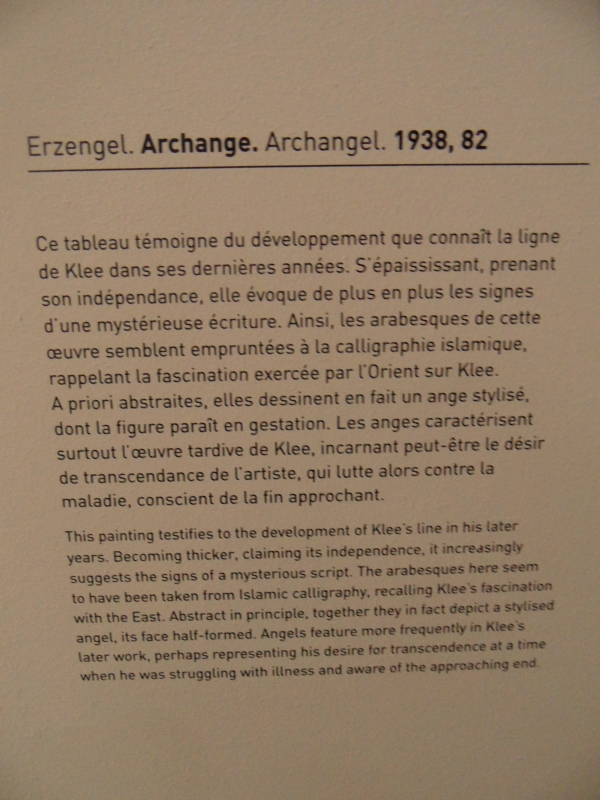 Erzengel. Archange. Archangel. 1938, 82
Ce tableau témoigne du développement que connaît la ligne
de Klee dans ses dernières années. S'épaississant, prenant
son indépendance, elle évoque de plus en plus les signes
d'une mystérieuse écriture. Ainsi, les arabesques de cette
œuvre semblent empruntées à la calligraphie islamique,
rappelant la fascination exercée par l'Orient sur Klee.
A priori abstraites, elles dessinent en fait un ange stylisé,
dont la figure paraît en gestation. Les anges caractérisent
surtout l'œuvre tardive de Klee, incarnant peut-être le désir
de transcendance de l'artiste, qui lutte alors contre la
maladie, conscient de la fin approchant.
This painting testifies to the development of Klee's line in his later
years. Becoming thicker, claiming its independence, it increasingly
suggests the signs of a mysterious script. The arabesques here seem
to have been taken from Islamic calligraphy, recalling Klee's fascination
with the East. Abstract in principle, together they in fact depict a stylised
angel, its face half-formed. Angels feature more frequently in Klee's
later work, perhaps representing his desire for transcendence at a time
when he was struggling with illness and aware of the approaching end.